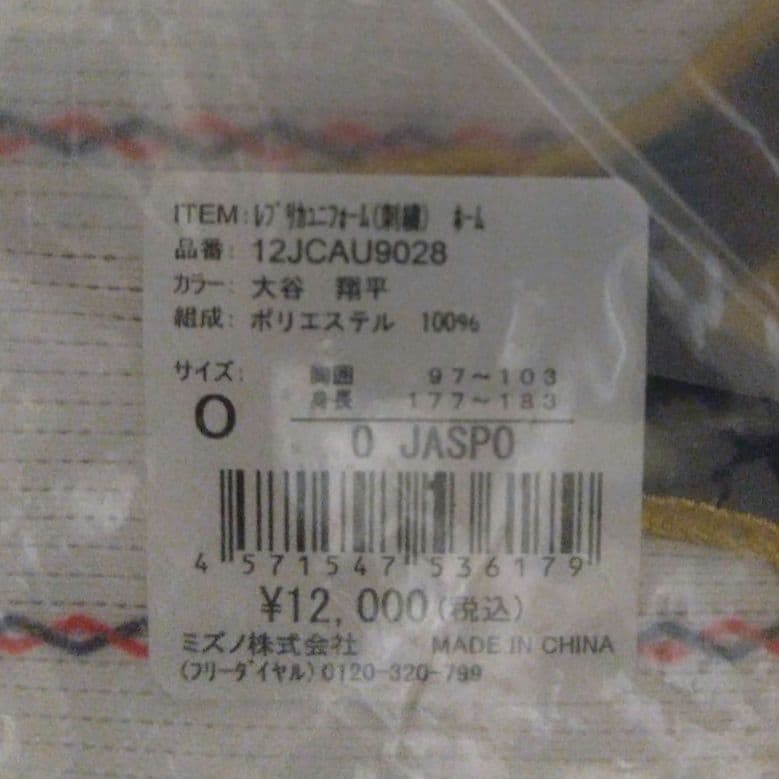 ITEM:ﾚﾌﾟﾘｶﾕﾆﾌｫｰﾑ(刺繍) ﾎｰﾑ
品番: 12JCAU9028
カラー: 大谷 翔平
組成: ポリエステル 100%
サイズ: 胸囲 97~103
O 身長 177~183
O JASPO
4 571547 536179
¥12,000(税込)
ミズノ株式会社 MADE IN CHINA
(フリーダイヤル)0120-320-799